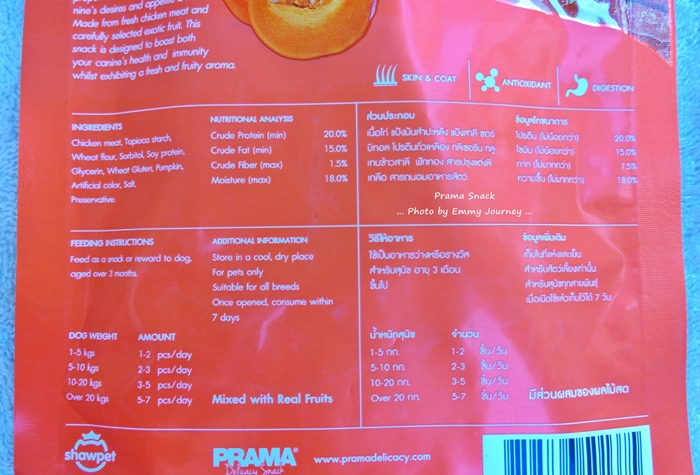 nine's desires and appetite
Made from fresh chicken meat and
carefully selected exotic fruit. This
snack is designed to boost both
your canine's health and immunity
whilst exhibiting a fresh and fruity aroma.
SKIN & COAT
ANTIOXIDANT
DIGESTION
INGREDIENTS
Chicken meat, Tapioca starch,
Wheat flour, Sorbitol, Soy protein,
Glycerin, Wheat Gluten, Pumpkin,
Artificial color, Salt,
Preservative.
NUTRITIONAL ANALYSIS
Crude Protein (min) 20.0%
Crude Fat (min) 15.0%
Crude Fiber (max) 1.5%
Moisture (max) 18.0%
ส่วนประกอบ
เนื้อไก่ แป้งมันสำปะหลัง แป้งสาลี ซอร์
บิทอล โปรตีนถั่วเหลือง กลีเซอรีน กลู
เทนข้าวสาลี ฟักทอง สารปรุงแต่งสี
เกลือ สารถนอมอาหารสัตว์.
ข้อมูลโภชนาการ
โปรตีน (ไม่น้อยกว่า) 20.0%
ไขมัน (ไม่น้อยกว่า) 15.0%
กาก (ไม่มากกว่า) 1.5%
ความชื้น (ไม่มากกว่า) 18.0%
Prama Snack
... Photo by Emmy Journey ...
FEEDING INSTRUCTIONS
Feed as a snack or reward to dog,
aged over 3 months.
ADDITIONAL INFORMATION
Store in a cool, dry place
For pets only
Suitable for all breeds
Once opened, consume within
7 days
วิธีให้อาหาร
ใช้เป็นอาหารว่างหรือรางวัล
สำหรับสุนัข อายุ 3 เดือน
ขึ้นไป
ข้อมูลเพิ่มเติม
เก็บในที่แห้งและเย็น
สำหรับสัตว์เลี้ยงเท่านั้น
สำหรับสุนัขทุกสายพันธุ์
เมื่อเปิดใช้แล้วเก็บไว้ได้ 7 วัน
DOG WEIGHT AMOUNT
1-5 kgs 1-2 pcs/day
5-10 kgs 2-3 pcs/day
10-20 kgs 3-5 pcs/day
Over 20 kgs 5-7 pcs/day
Mixed with Real Fruits
น้ำหนักสุนัข จำนวน
1-5 กก. 1-2 ชิ้น/วัน
5-10 กก. 2-3 ชิ้น/วัน
10-20 กก. 3-5 ชิ้น/วัน
Over 20 กก. 5-7 ชิ้น/วัน
มีส่วนผสมของผลไม้สด
shawpet
PRAMA®
Delicacy Snack
www.pramadelicacy.com